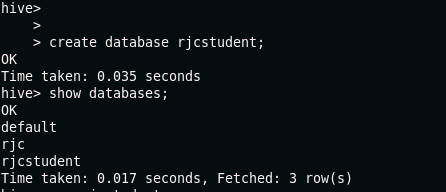 hive>
    >
    > create database rjcstudent;
OK
Time taken: 0.035 seconds
hive> show databases;
OK
default
rjc
rjcstudent
Time taken: 0.017 seconds, Fetched: 3 row(s)